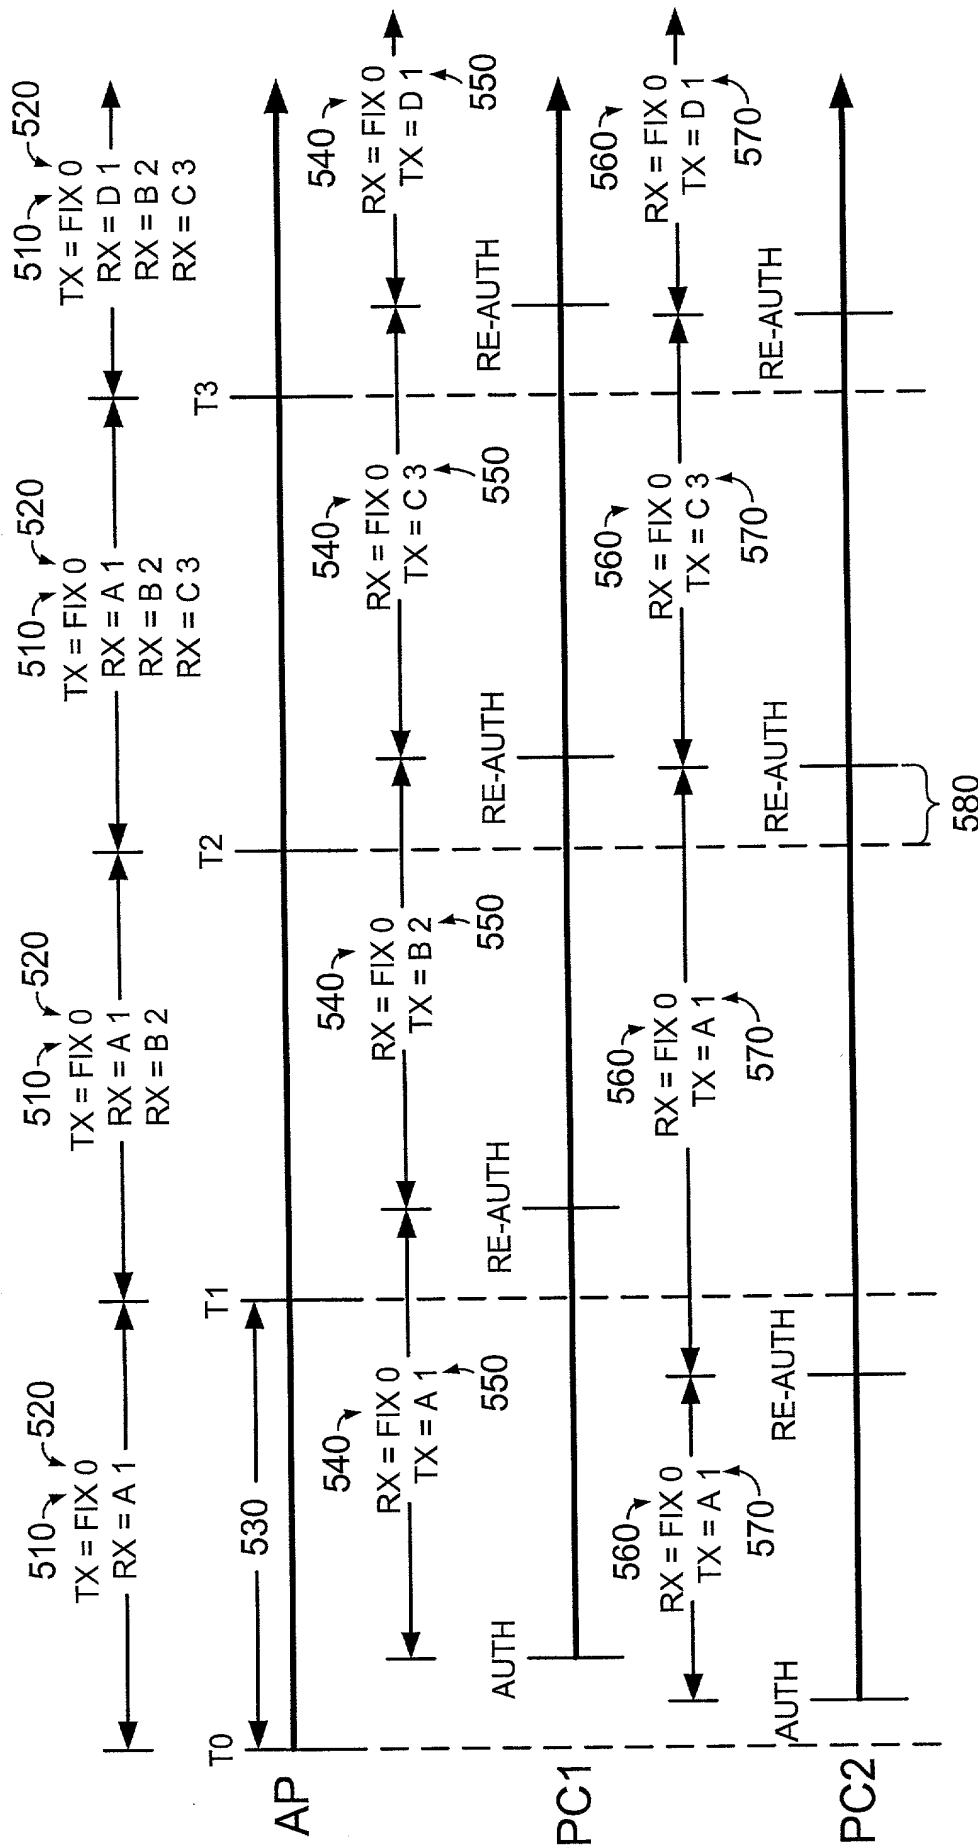 510 520
TX = FIX 0
RX = A 1
510 520
TX = FIX 0
RX = A 1
RX = B 2
510 520
TX = FIX 0
RX = A 1
RX = B 2
RX = C 3
510 520
TX = FIX 0
RX = D 1
RX = B 2
RX = C 3
T0
T1
T2
T3
530
AP
540
RX = FIX 0
TX = A 1
550
540
RX = FIX 0
TX = B 2
550
540
RX = FIX 0
TX = C 3
550
540
RX = FIX 0
TX = D 1
550
AUTH
RE-AUTH
RE-AUTH
RE-AUTH
PC1
560
RX = FIX 0
TX = A 1
570
560
RX = FIX 0
TX = A 1
570
560
RX = FIX 0
TX = C 3
570
560
RX = FIX 0
TX = D 1
570
AUTH
RE-AUTH
RE-AUTH
RE-AUTH
PC2
580